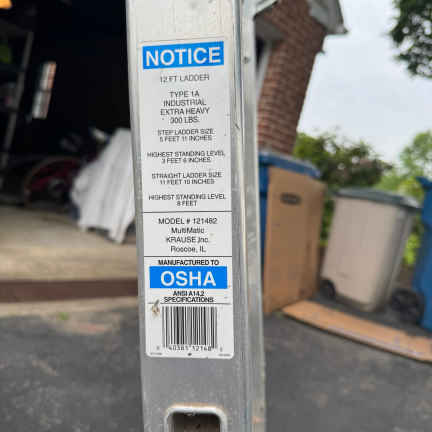 NOTICE
12 FT LADDER
TYPE 1A
INDUSTRIAL
EXTRA HEAVY
300 LBS.
STEP LADDER SIZE
5 FEET 11 INCHES
HIGHEST STANDING LEVEL
3 FEET 6 INCHES
STRAIGHT LADDER SIZE
11 FEET 10 INCHES
HIGHEST STANDING LEVEL
8 FEET
MODEL # 121482
MultiMatic
KRAUSE,Inc.
Roscoe, IL
MANUFACTURED TO
OSHA
ANSI A14.2
SPECIFICATIONS